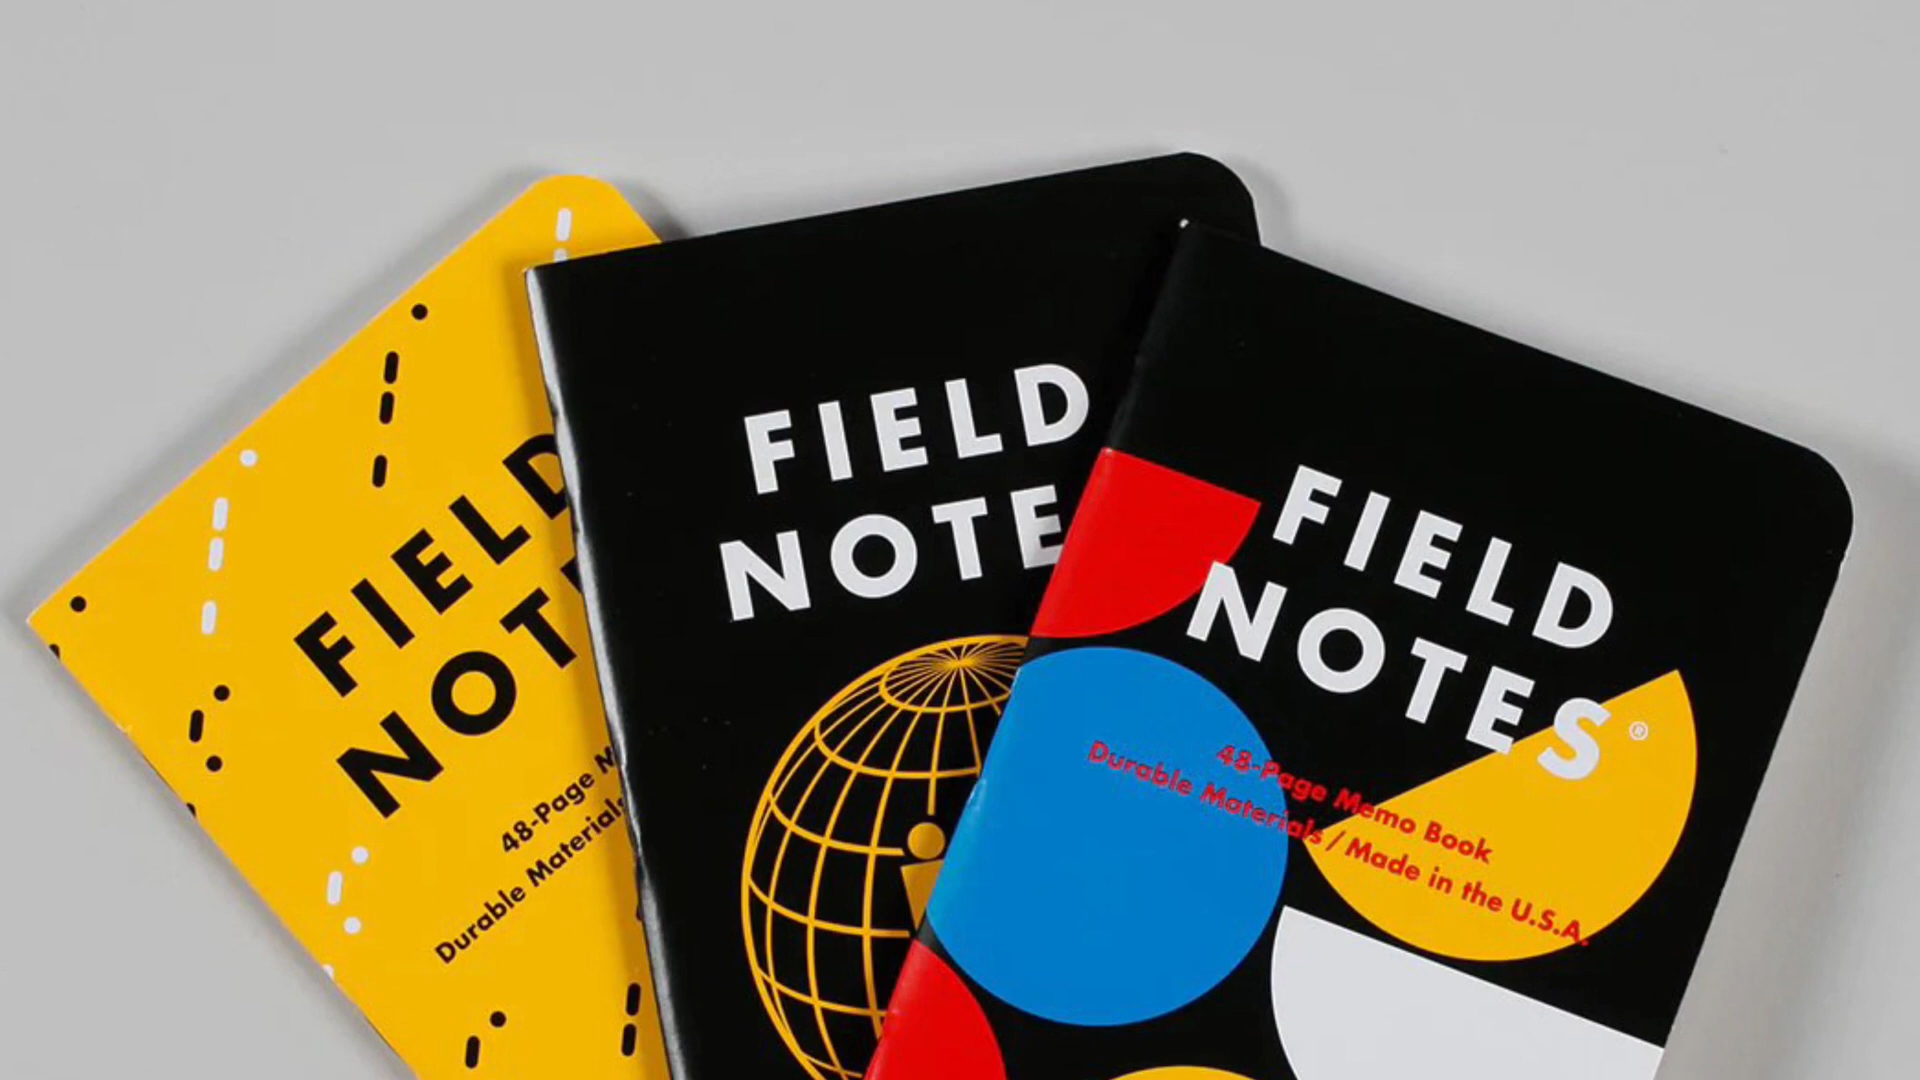 FIELD
NOT
48-Page M
Durable Materials
FIELD
NOTE
FIELD
NOTES®
48-Page Memo Book
Durable Materials / Made in the U.S.A.